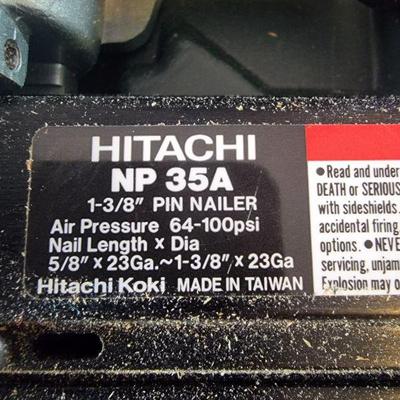 HITACHI
NP 35A
1-3/8" PIN NAILER
Air Pressure 64-100psi
Nail Length x Dia
5/8" x 23Ga.~1-3/8" x 23Ga
Hitachi Koki MADE IN TAIWAN
•Read and under
DEATH or SERIOUS
with sideshields.
accidental firing
options. •NEVE
servicing, unjam
Explosion may o